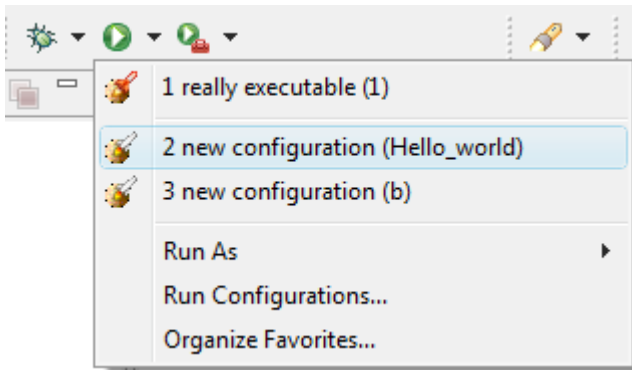 1 really executable (1)
2 new configuration (Hello_world)
3 new configuration (b)
Run As
Run Configurations...
Organize Favorites...